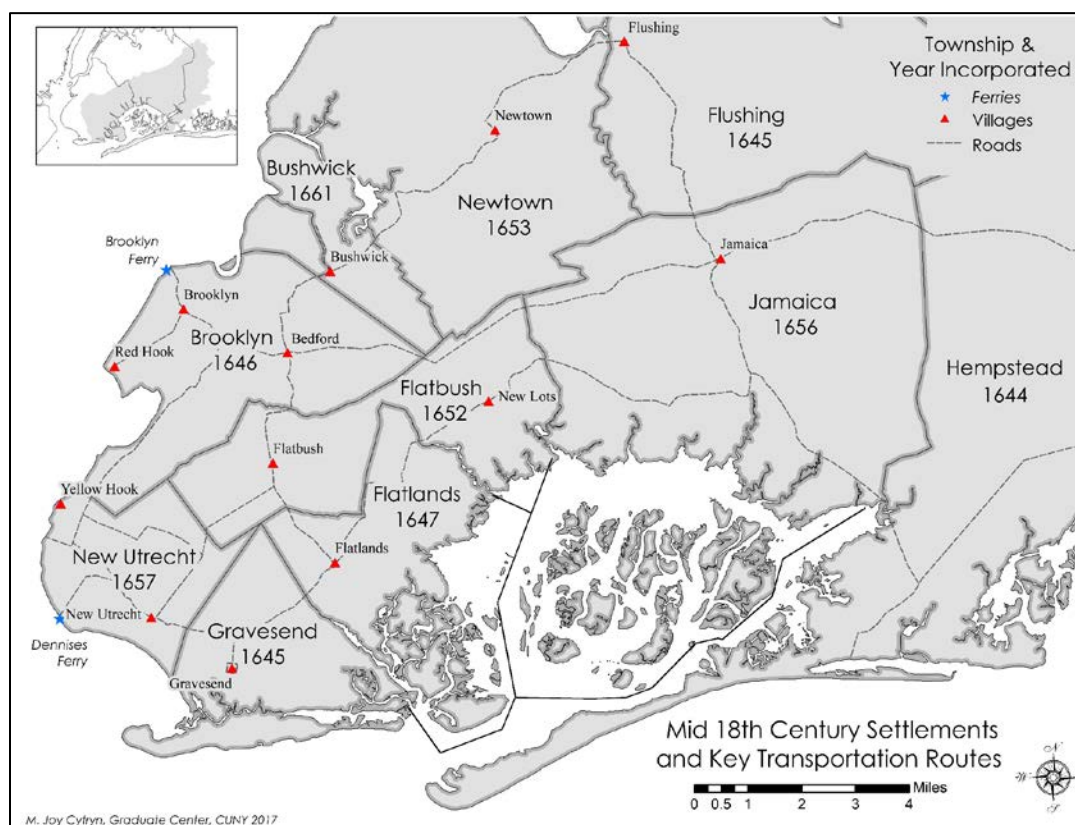 Flushing
Township &
Year Incorporated
Ferries
Villages
Roads
Newtown
Flushing
1645
Bushwick
1661
Newtown
1653
Brooklyn
Ferry
Bushwick
Jamaica
Brooklyn
Jamaica
1656
Brooklyn
1646
Bedford
Red Hook
Hempstead
1644
Flatbush
1652
New Lots
Flatbush
Yellow Hook
Flatlands
1647
New Utrecht
1657
Flatlands
New Utrecht
Dennises
Ferry
Gravesend
1645
Gravesend
Mid 18th Century Settlements
and Key Transportation Routes
Miles
0 0.5 1 2 3 4
N
W
S
M. Joy Cytryn, Graduate Center, CUNY 2017